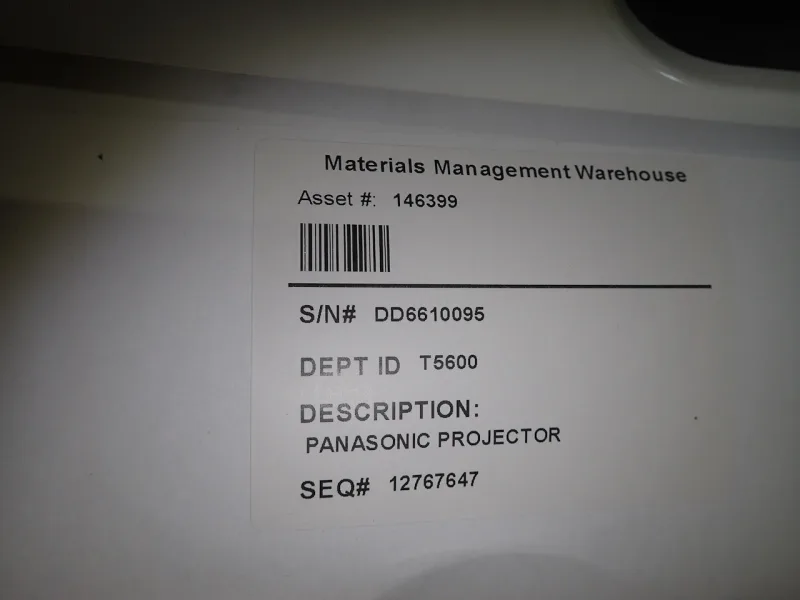 Materials Management Warehouse
Asset #: 146399
S/N# DD6610095
DEPT ID T5600
DESCRIPTION:
PANASONIC PROJECTOR
SEQ# 12767647